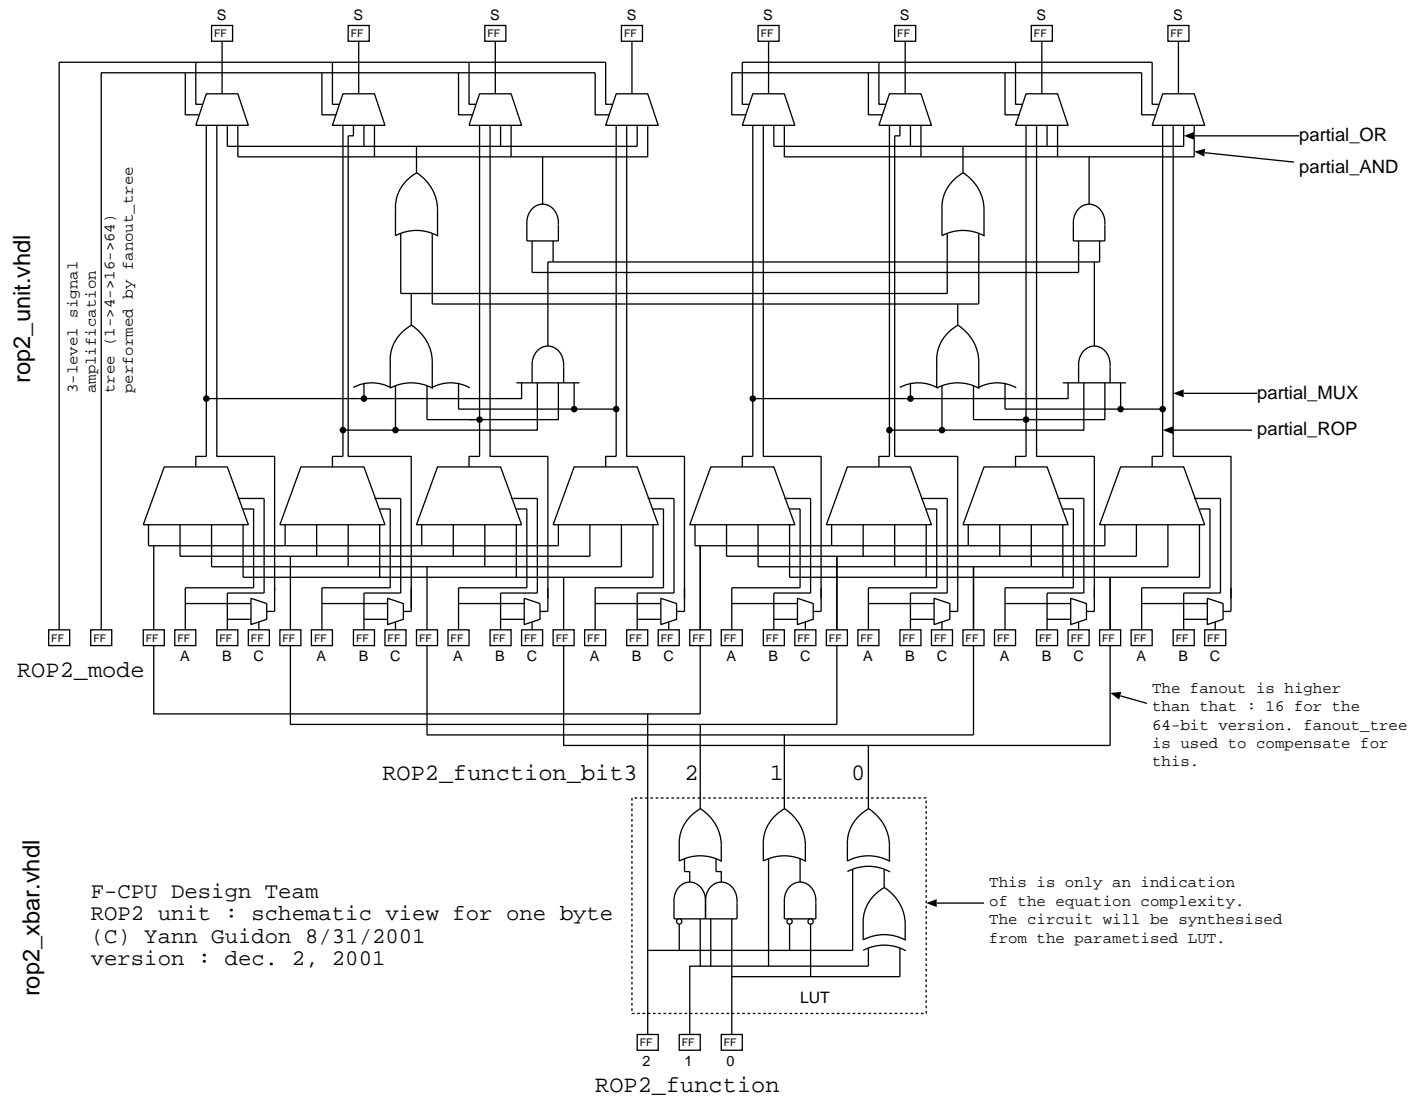 S S S S S S S S
FF FF FF FF FF FF FF FF
partial_OR
partial_AND
rop2_unit.vhdl
3-level signal
amplification
tree (1->4->16->64)
performed by fanout_tree
partial_MUX
partial_ROP
FF FF FF FF FF FF FF FF FF FF FF FF FF FF FF FF FF FF FF FF FF FF FF FF FF FF FF FF FF FF FF FF FF FF
A B C A B C A B C A B C A B C A B C A B C A B C
ROP2_mode
The fanout is higher
than that : 16 for the
64-bit version. fanout_tree
is used to compensate for
this.
ROP2_function_bit3 2 1 0
rop2_xbar.vhdl
F-CPU Design Team
ROP2 unit : schematic view for one byte
(C) Yann Guidon 8/31/2001
version : dec. 2, 2001
This is only an indication
of the equation complexity.
The circuit will be synthesised
from the parametised LUT.
LUT
FF FF FF
2 1 0
ROP2_function